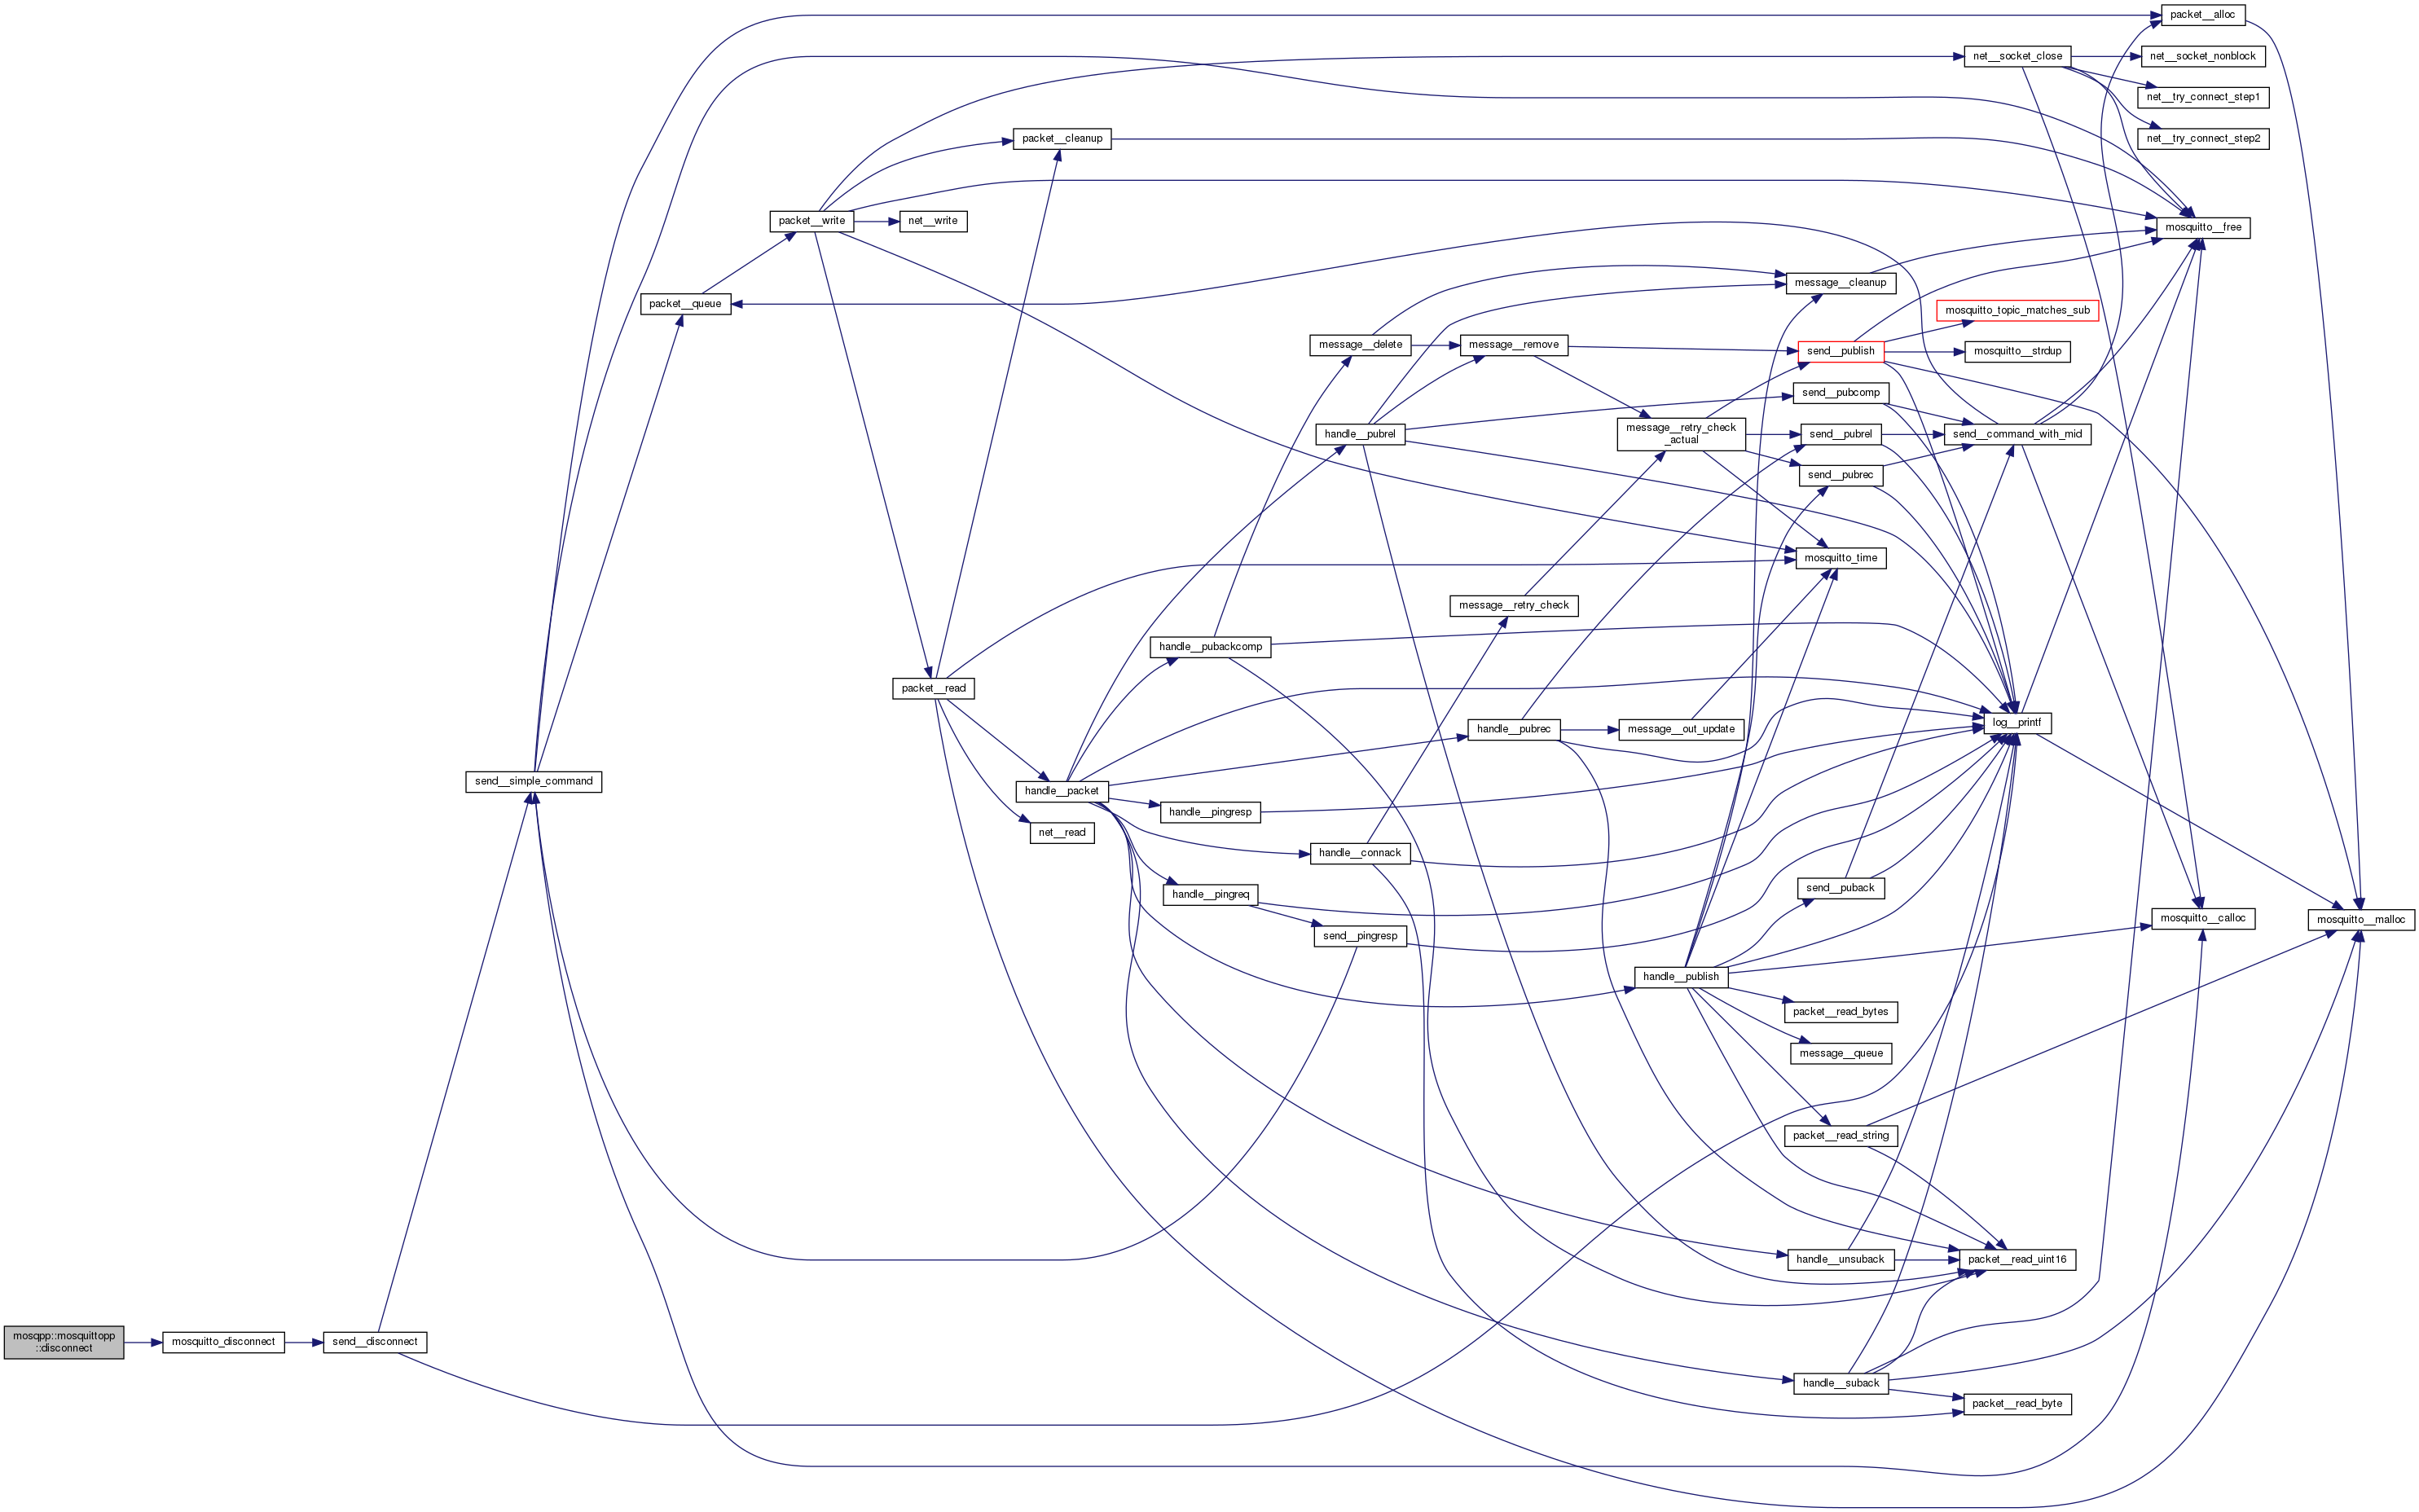 packet__alloc
net__socket_close
net__socket_nonblock
net__try_connect_step1
net__try_connect_step2
packet__cleanup
packet__write
net__write
mosquitto__free
packet__queue
message__cleanup
mosquitto_topic_matches_sub
message__delete
message__remove
send__publish
mosquitto__strdup
send__pubcomp
handle__pubrel
message__retry_check
_actual
send__pubrel
send__command_with_mid
send__pubrec
mosquitto_time
message__retry_check
handle__pubackcomp
packet__read
handle__pubrec
message__out_update
log__printf
send__simple_command
handle__packet
handle__pingresp
net__read
handle__connack
handle__pingreq
send__puback
mosquitto__calloc
mosquitto__malloc
send__pingresp
handle__publish
packet__read_bytes
message__queue
packet__read_string
handle__unsuback
packet__read_uint16
mosqpp::mosquittopp
::disconnect
mosquitto_disconnect
send__disconnect
handle__suback
packet__read_byte